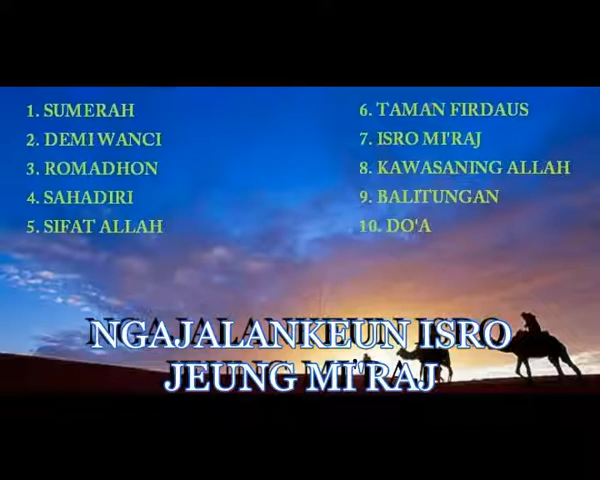 1. SUMERAH
2. DEMI WANCI
3. ROMADHON
4. SAHADIRI
5. SIFAT ALLAH
6. TAMAN FIRDAUS
7. ISRO MI'RAJ
8. KAWASANING ALLAH
9. BALITUNGAN
10. DO'A
NGAJALANKEUN ISRO
JEUNG MI'RAJ